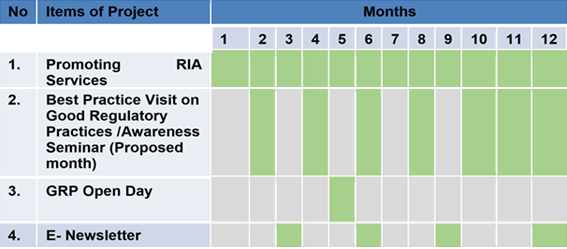 No Items of Project Months
1 2 3 4 5 6 7 8 9 10 11 12
1. Promoting RIA
Services
2. Best Practice Visit on
Good Regulatory
Practices /Awareness
Seminar (Proposed
month)
3. GRP Open Day
4. E- Newsletter